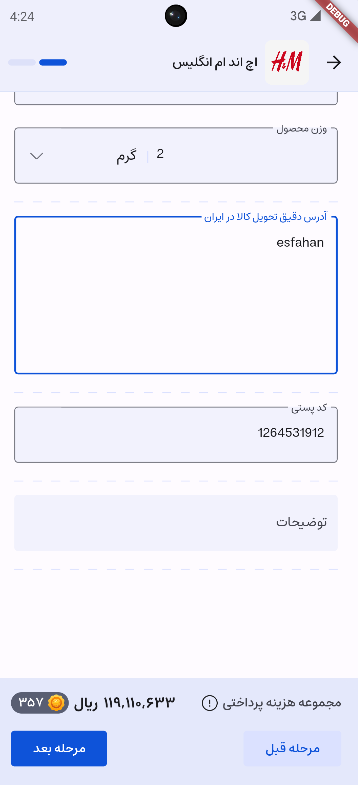 4:24
3G
DEBUG
اچ اند ام انگلیس
H&M
وزن محصول
2
گرم
آدرس دقیق تحویل کالا در ایران
esfahan
کد پستی
1264531912
توضیحات
مجموعه هزینه پرداختی
۱۱۹,۱۱۰,۶۳۳ ریال
۳۵۷
مرحله قبل
مرحله بعد